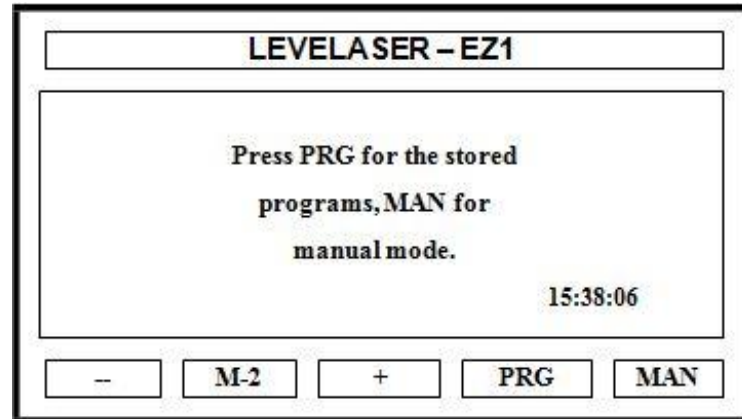 LEVELASER – EZ1
Press PRG for the stored
programs, MAN for
manual mode.
15:38:06
-- M-2 + PRG MAN